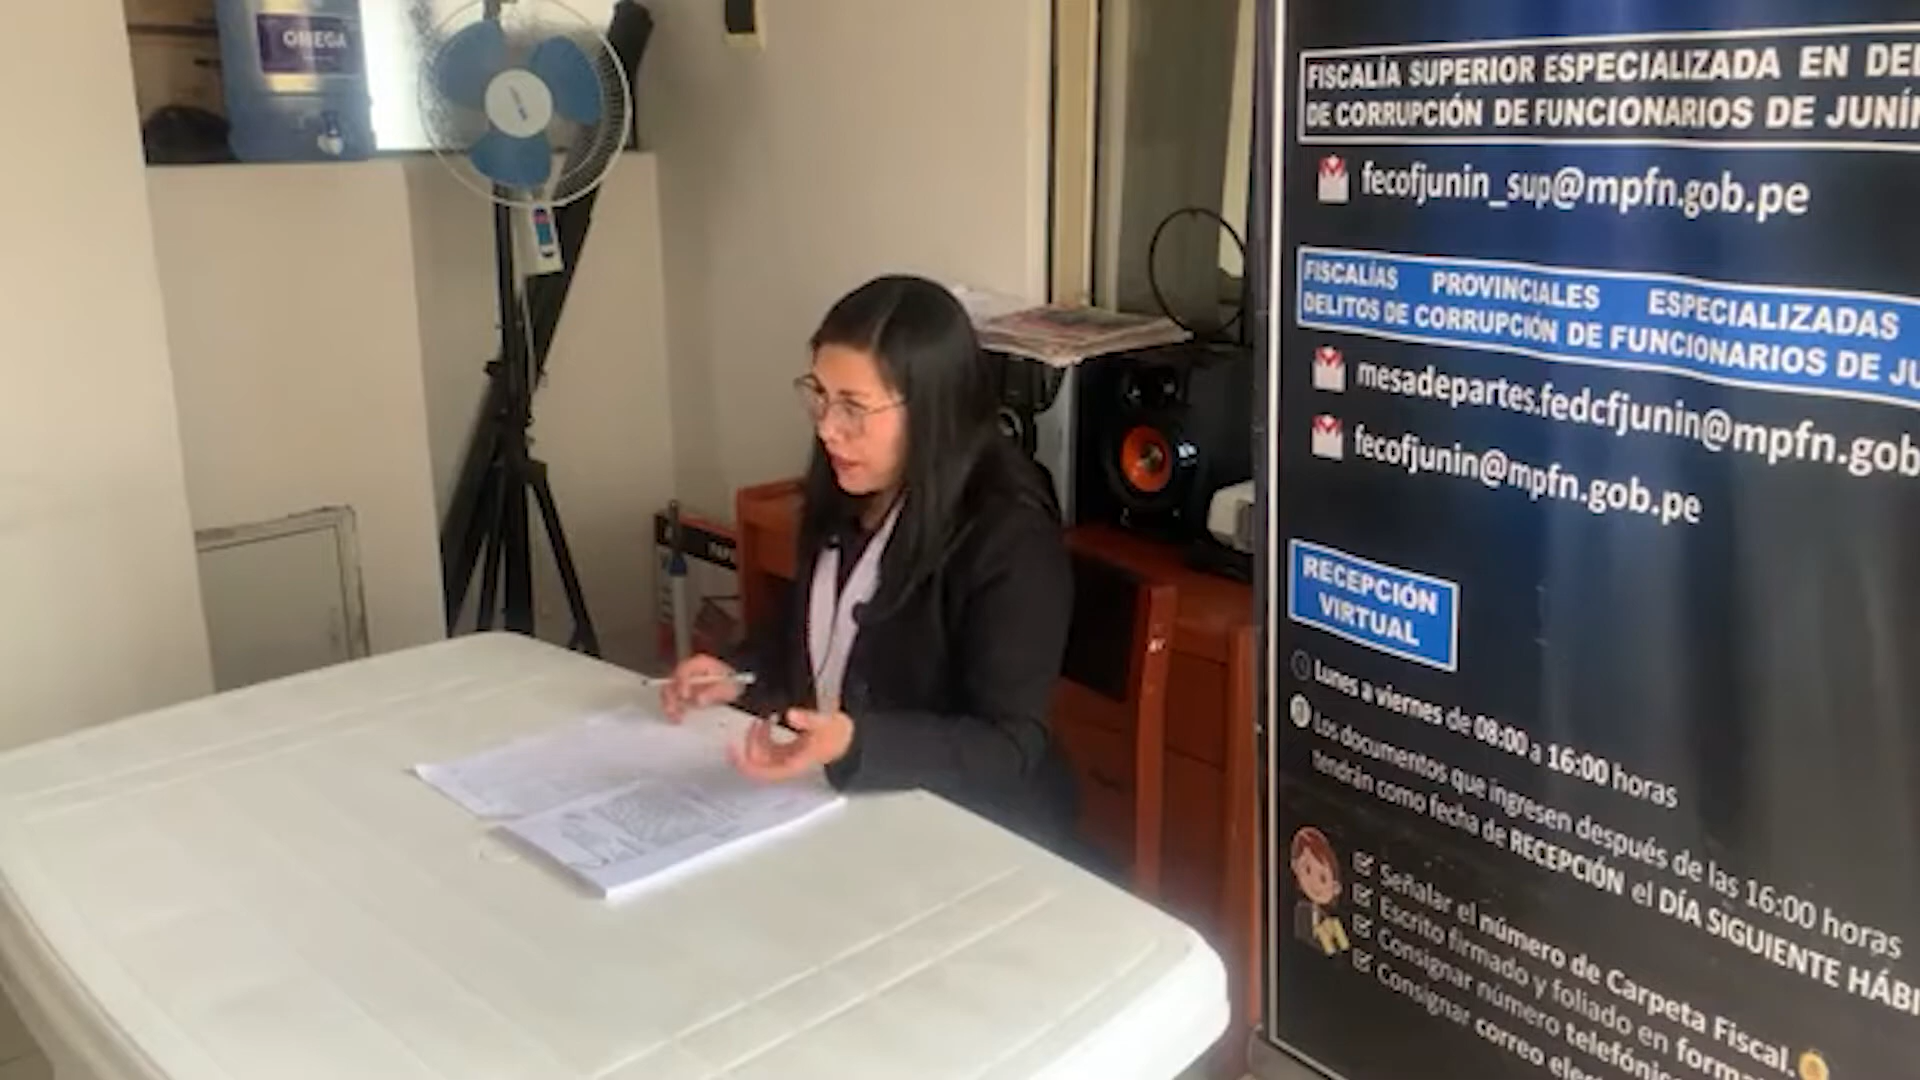 OMEGA
FISCALÍA SUPERIOR ESPECIALIZADA EN DEL
DE CORRUPCIÓN DE FUNCIONARIOS DE JUNÍN
fecofjunin_sup@mpfn.gob.pe
FISCALÍAS PROVINCIALES ESPECIALIZADAS
DELITOS DE CORRUPCIÓN DE FUNCIONARIOS DE JU
mesadepartes.fedcfjunin@mpfn.gob
fecofjunin@mpfn.gob.pe
RECEPCIÓN
VIRTUAL
Lunes a viernes de 08:00 a 16:00 horas
Los documentos que ingresen después de las 16:00 horas
tendrán como fecha de RECEPCIÓN el DÍA SIGUIENTE HÁBI
Señalar el número de Carpeta Fiscal.
Escrito firmado y foliado en forma
Consignar número telefóni
Consignar correo ele